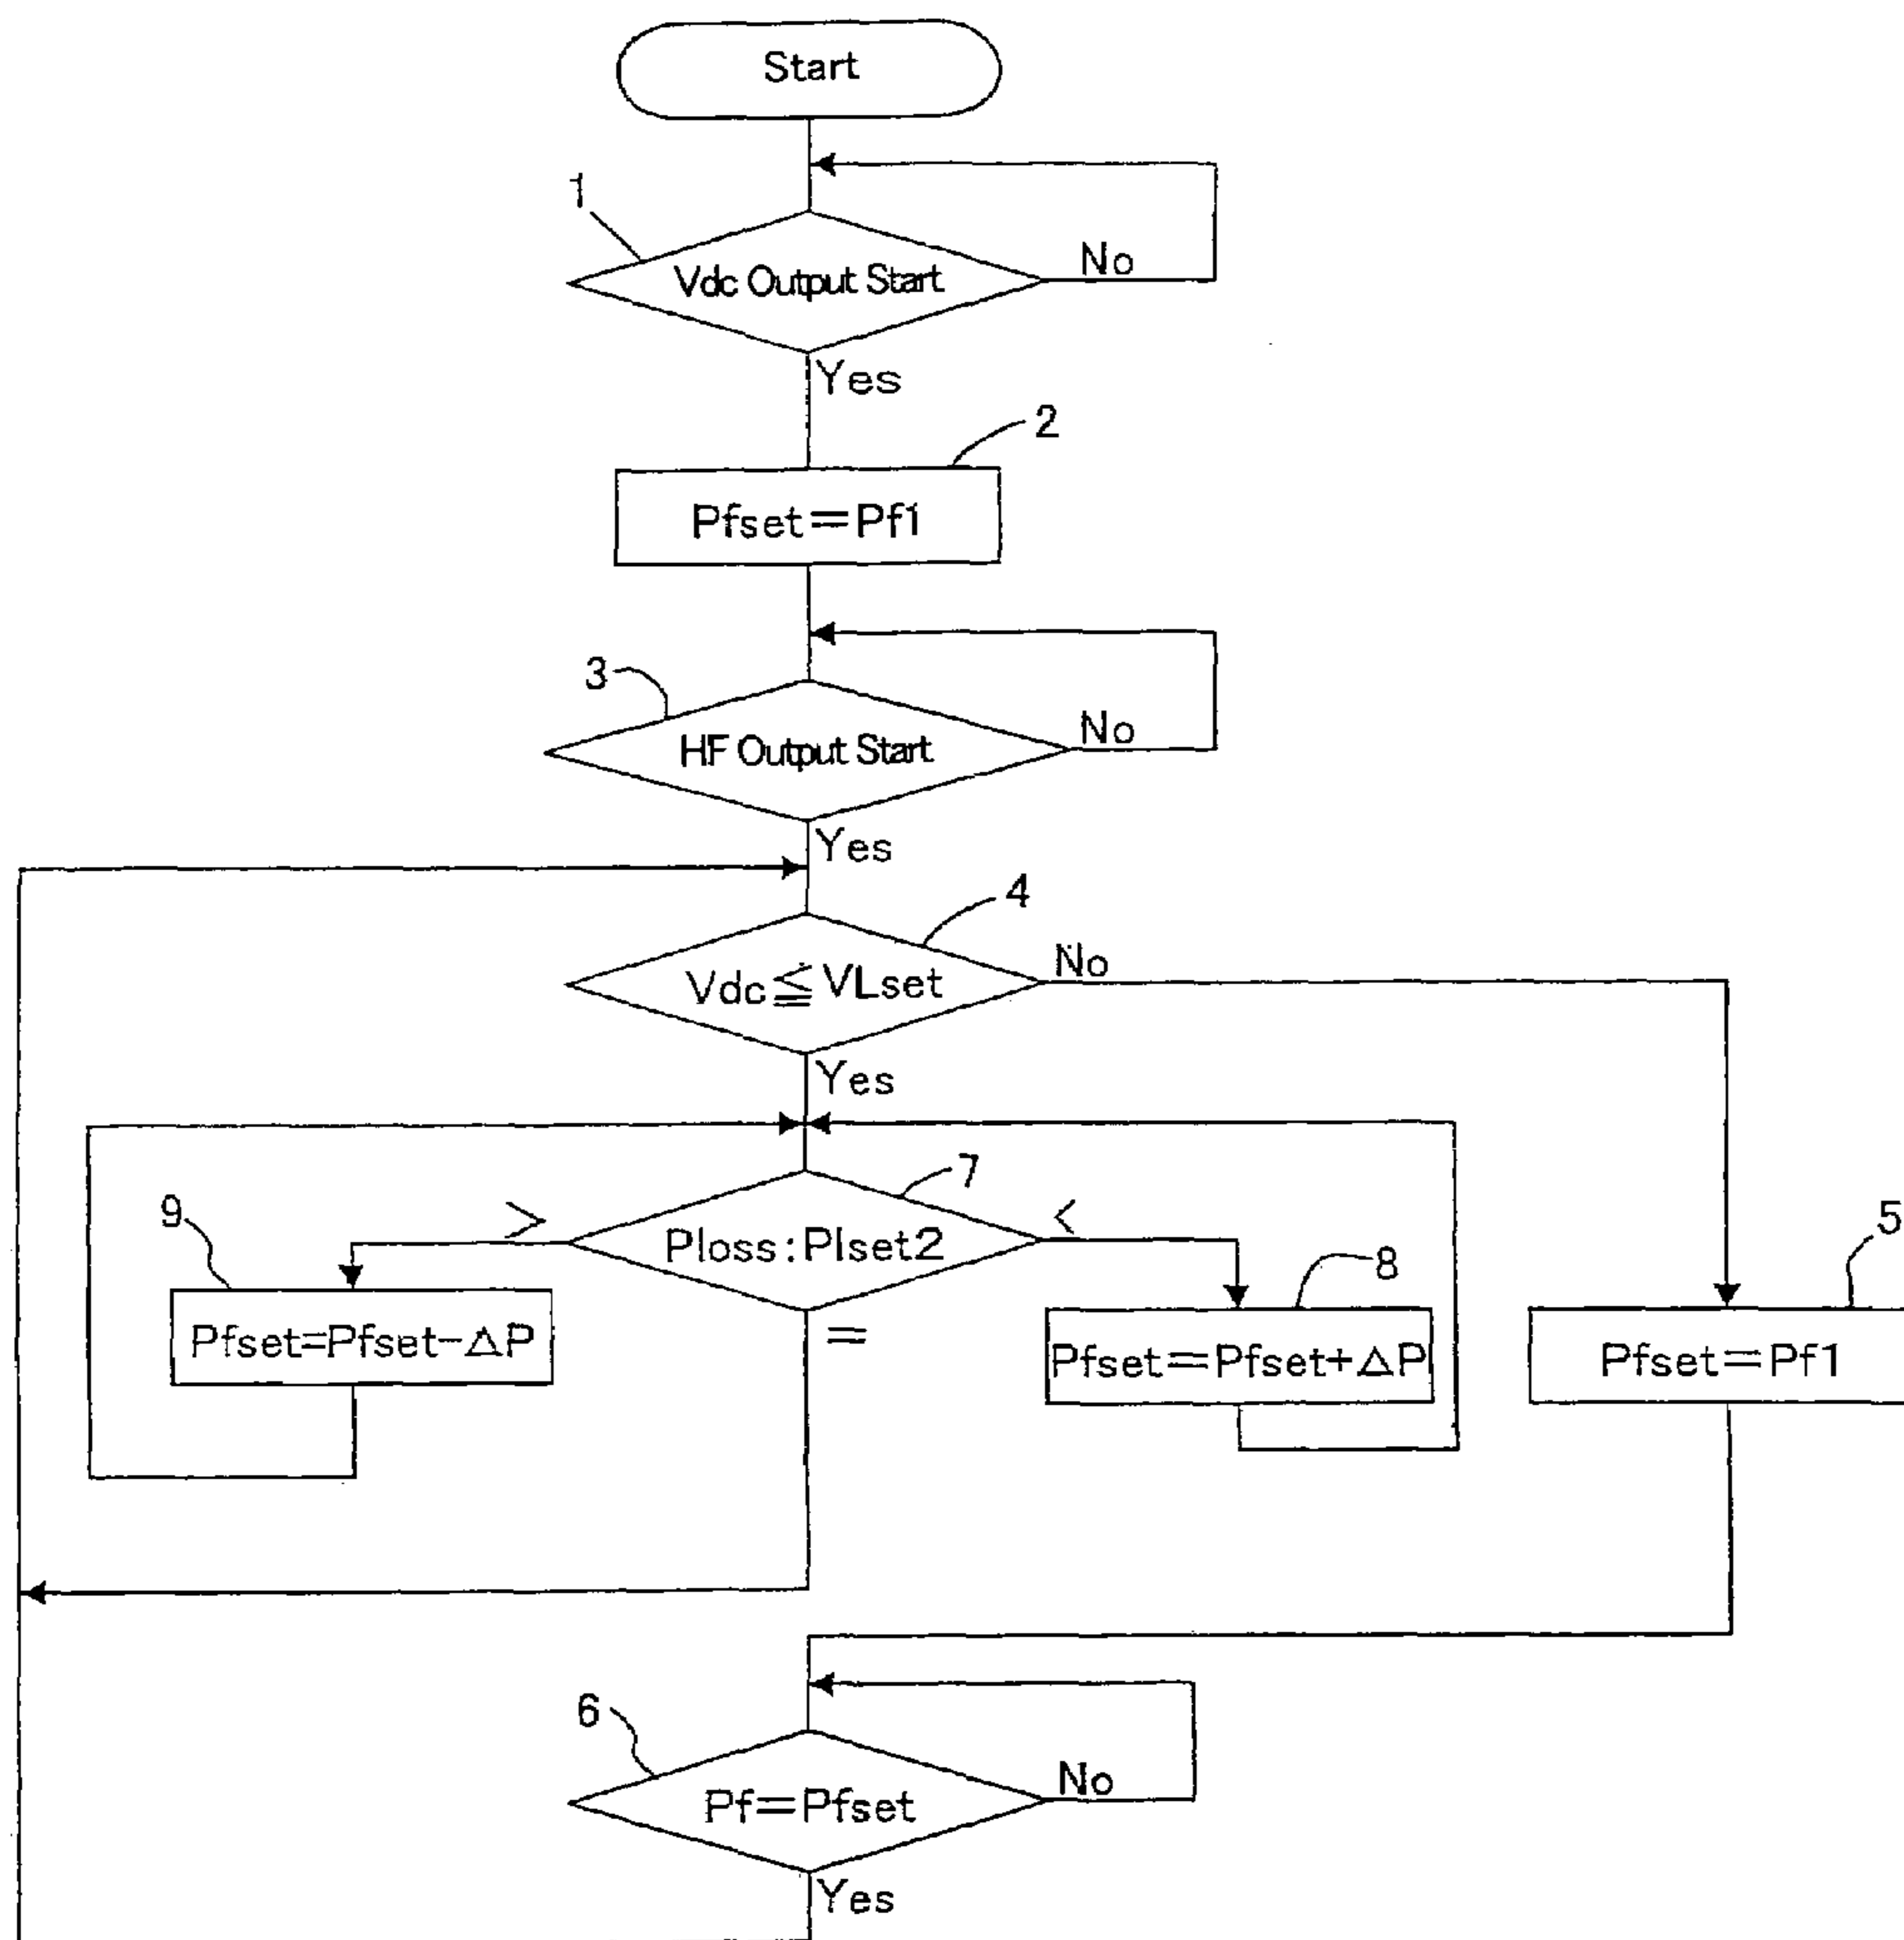 Start
1
Vdc Output Start
No
Yes
2
Pfset=Pf1
3
HF Output Start
No
Yes
4
Vdc≦VLset
No
Yes
7
>
Ploss:Plset2
<
9
Pfset=Pfset-ΔP
=
8
Pfset=Pfset+ΔP
5
Pfset=Pf1
6
Pf=Pfset
No
Yes